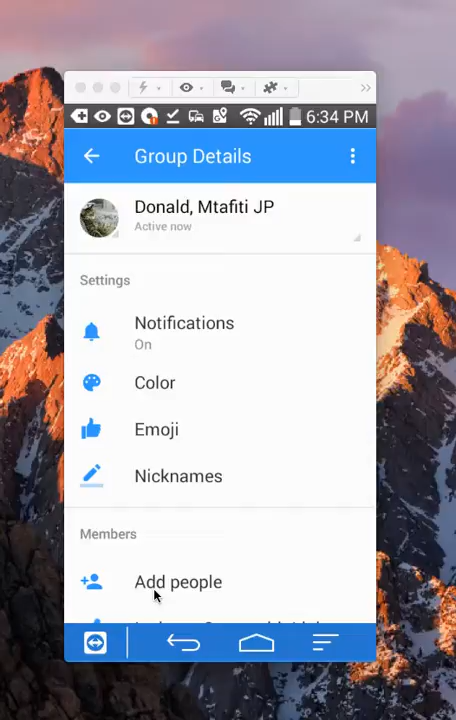 6:34 PM
Group Details
Donald, Mtafiti JP
Active now
Settings
Notifications
On
Color
Emoji
Nicknames
Members
Add people